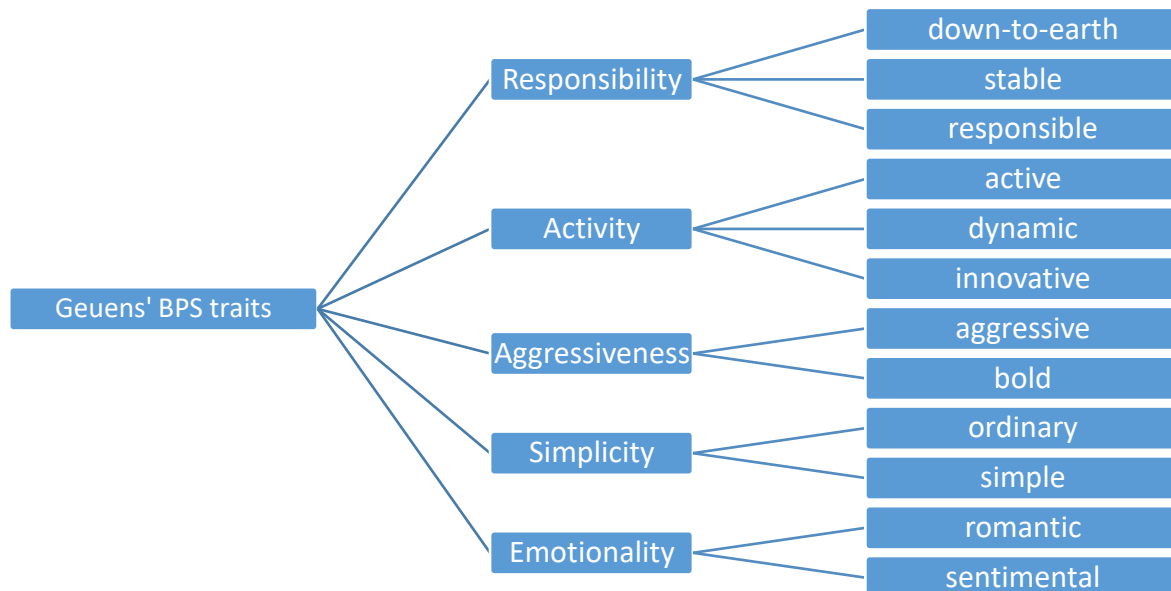 Geuens' BPS traits
Responsibility
down-to-earth
stable
responsible
Activity
active
dynamic
innovative
Aggressiveness
aggressive
bold
Simplicity
ordinary
simple
Emotionality
romantic
sentimental